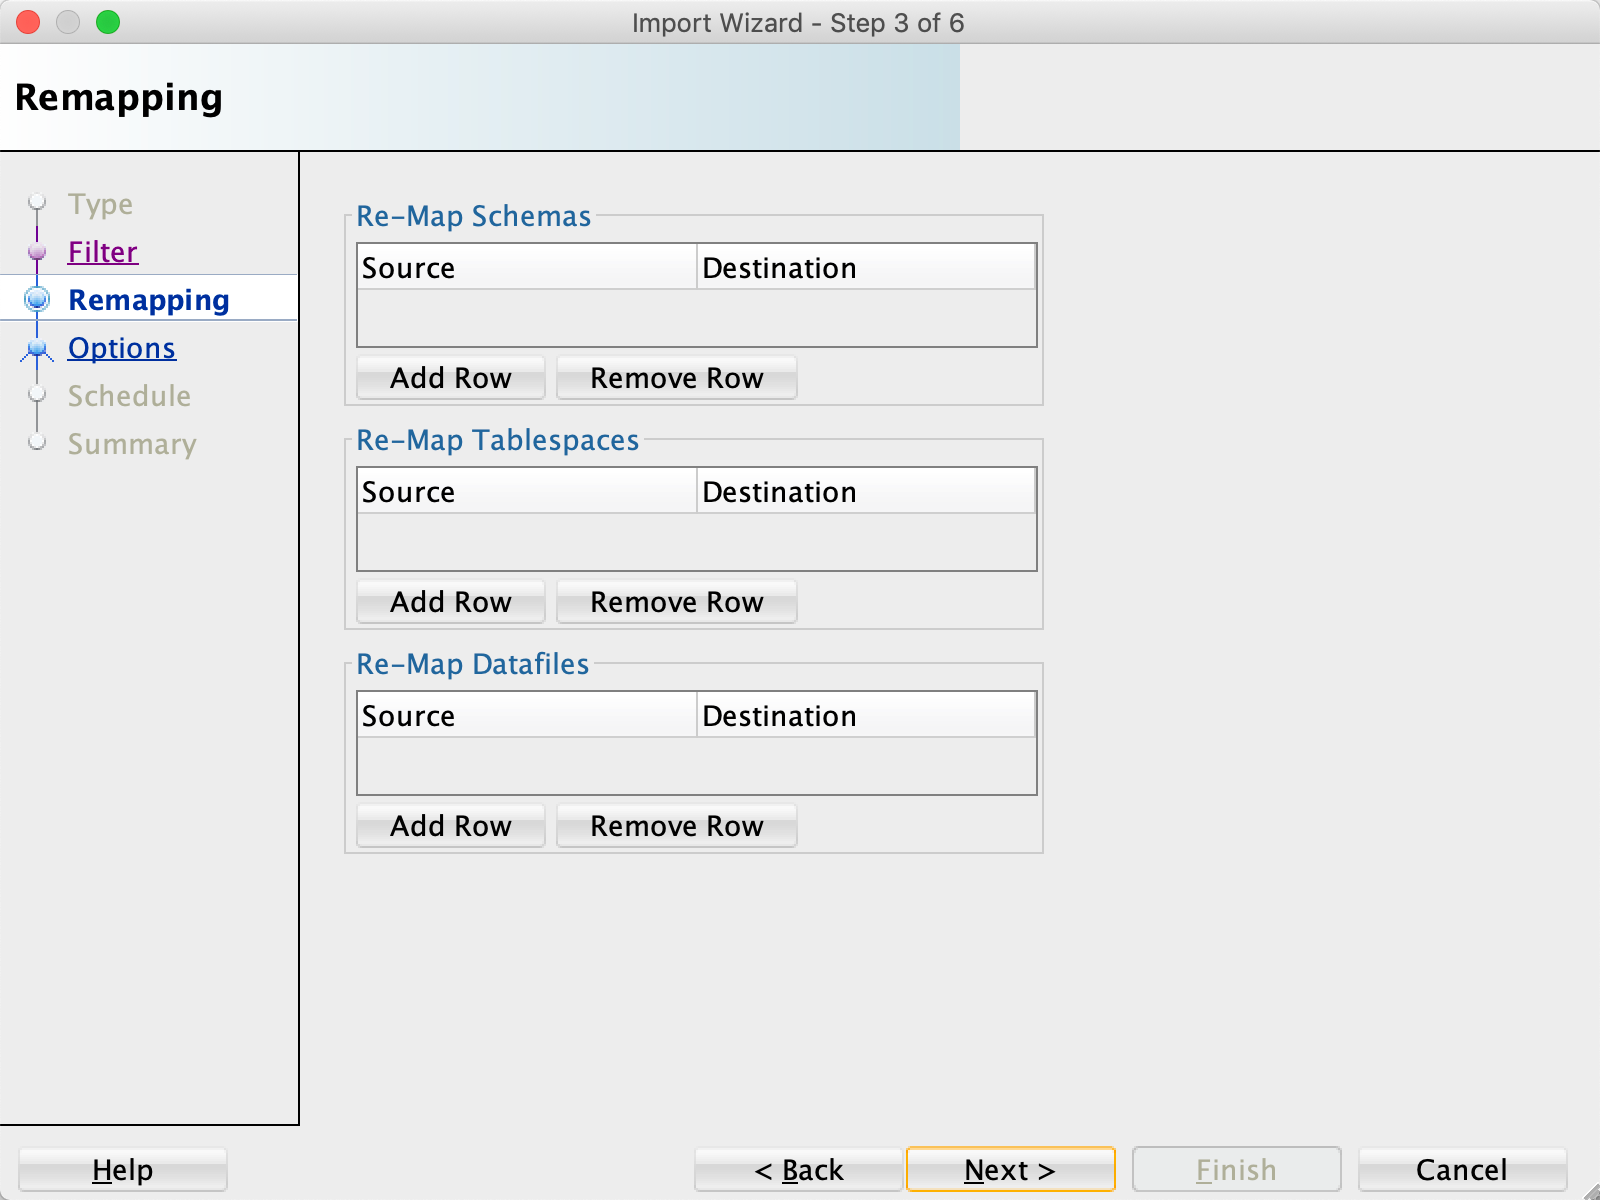 Import Wizard - Step 3 of 6
Remapping
Type
Filter
Remapping
Options
Schedule
Summary
Re-Map Schemas
Source Destination
Add Row Remove Row
Re-Map Tablespaces
Source Destination
Add Row Remove Row
Re-Map Datafiles
Source Destination
Add Row Remove Row
Help < Back Next > Finish Cancel